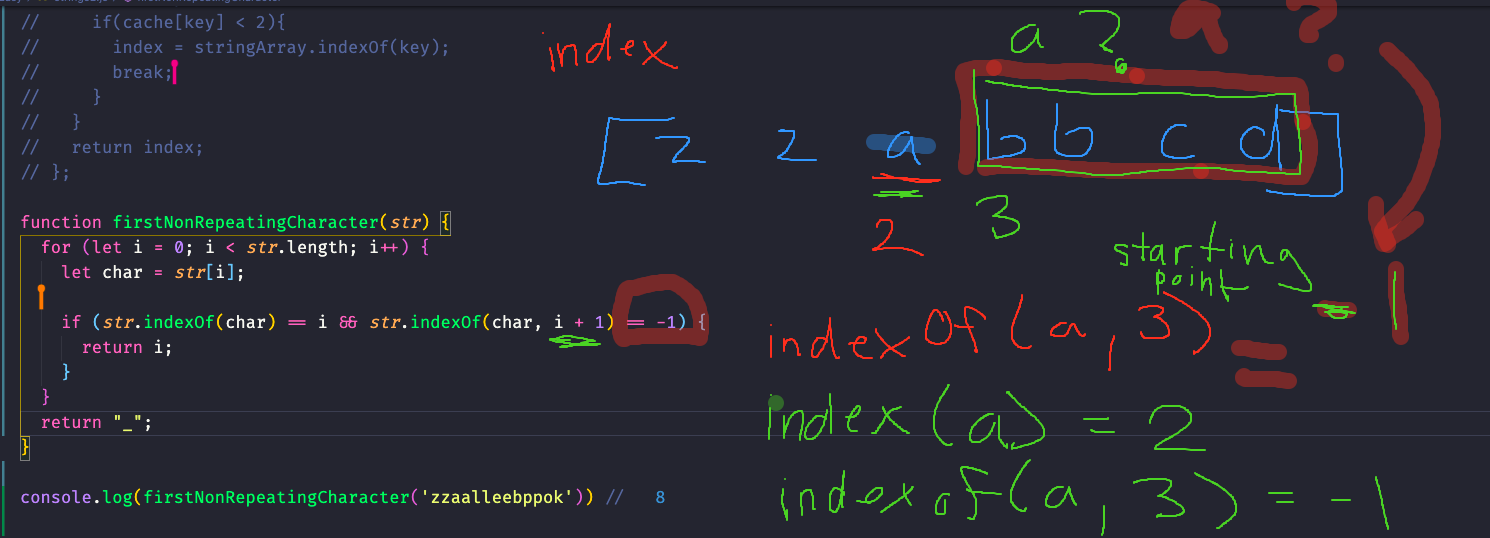 //     if(cache[key] < 2){
//       index = stringArray.indexOf(key);
//       break;
//     }
//   }
//   return index;
// };
function firstNonRepeatingCharacter(str) {
  for (let i = 0; i < str.length; i++) {
    let char = str[i];
    if (str.indexOf(char) == i && str.indexOf(char, i + 1) == -1) {
      return i;
    }
  }
  return "_";
}
console.log(firstNonRepeatingCharacter('zzaalleebppok')) //   8
index
a ?
?
[ z z a b b c d ]
2
3
starting
point
= -1
indexOf(a, 3)
=
index(a) = 2
indexof(a, 3) = -1